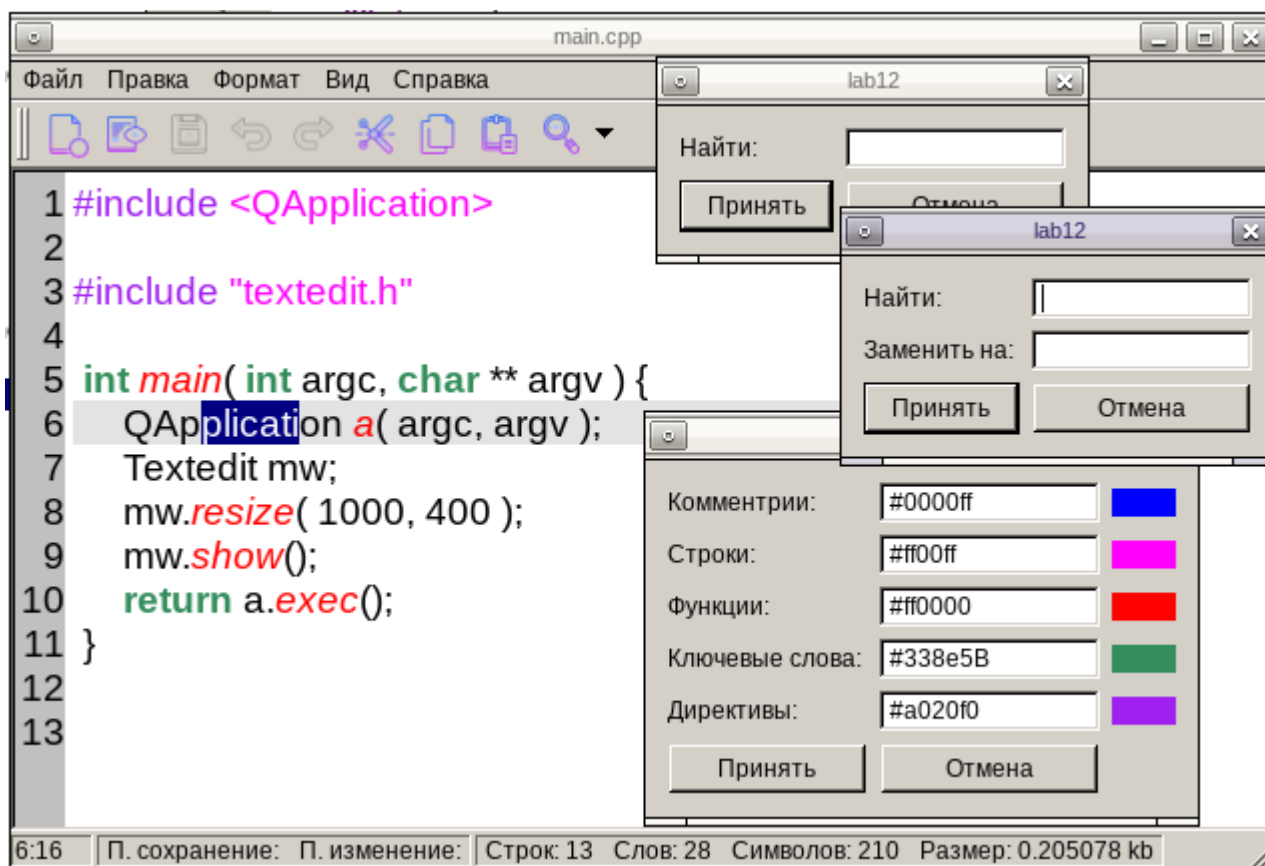 main.cpp
Файл Правка Формат Вид Справка
1 #include <QApplication>
2
3 #include "textedit.h"
4
5 int main( int argc, char ** argv ) {
6 QApplication a( argc, argv );
7 Textedit mw;
8 mw.resize( 1000, 400 );
9 mw.show();
10 return a.exec();
11 }
12
13
lab12
Найти:
Принять Отмена
lab12
Найти:
Заменить на:
Принять Отмена
Комментрии: #0000ff
Строки: #ff00ff
Функции: #ff0000
Ключевые слова: #338e5B
Директивы: #a020f0
Принять Отмена
6:16 П. сохранение: П. изменение: Строк: 13 Слов: 28 Символов: 210 Размер: 0.205078 kb